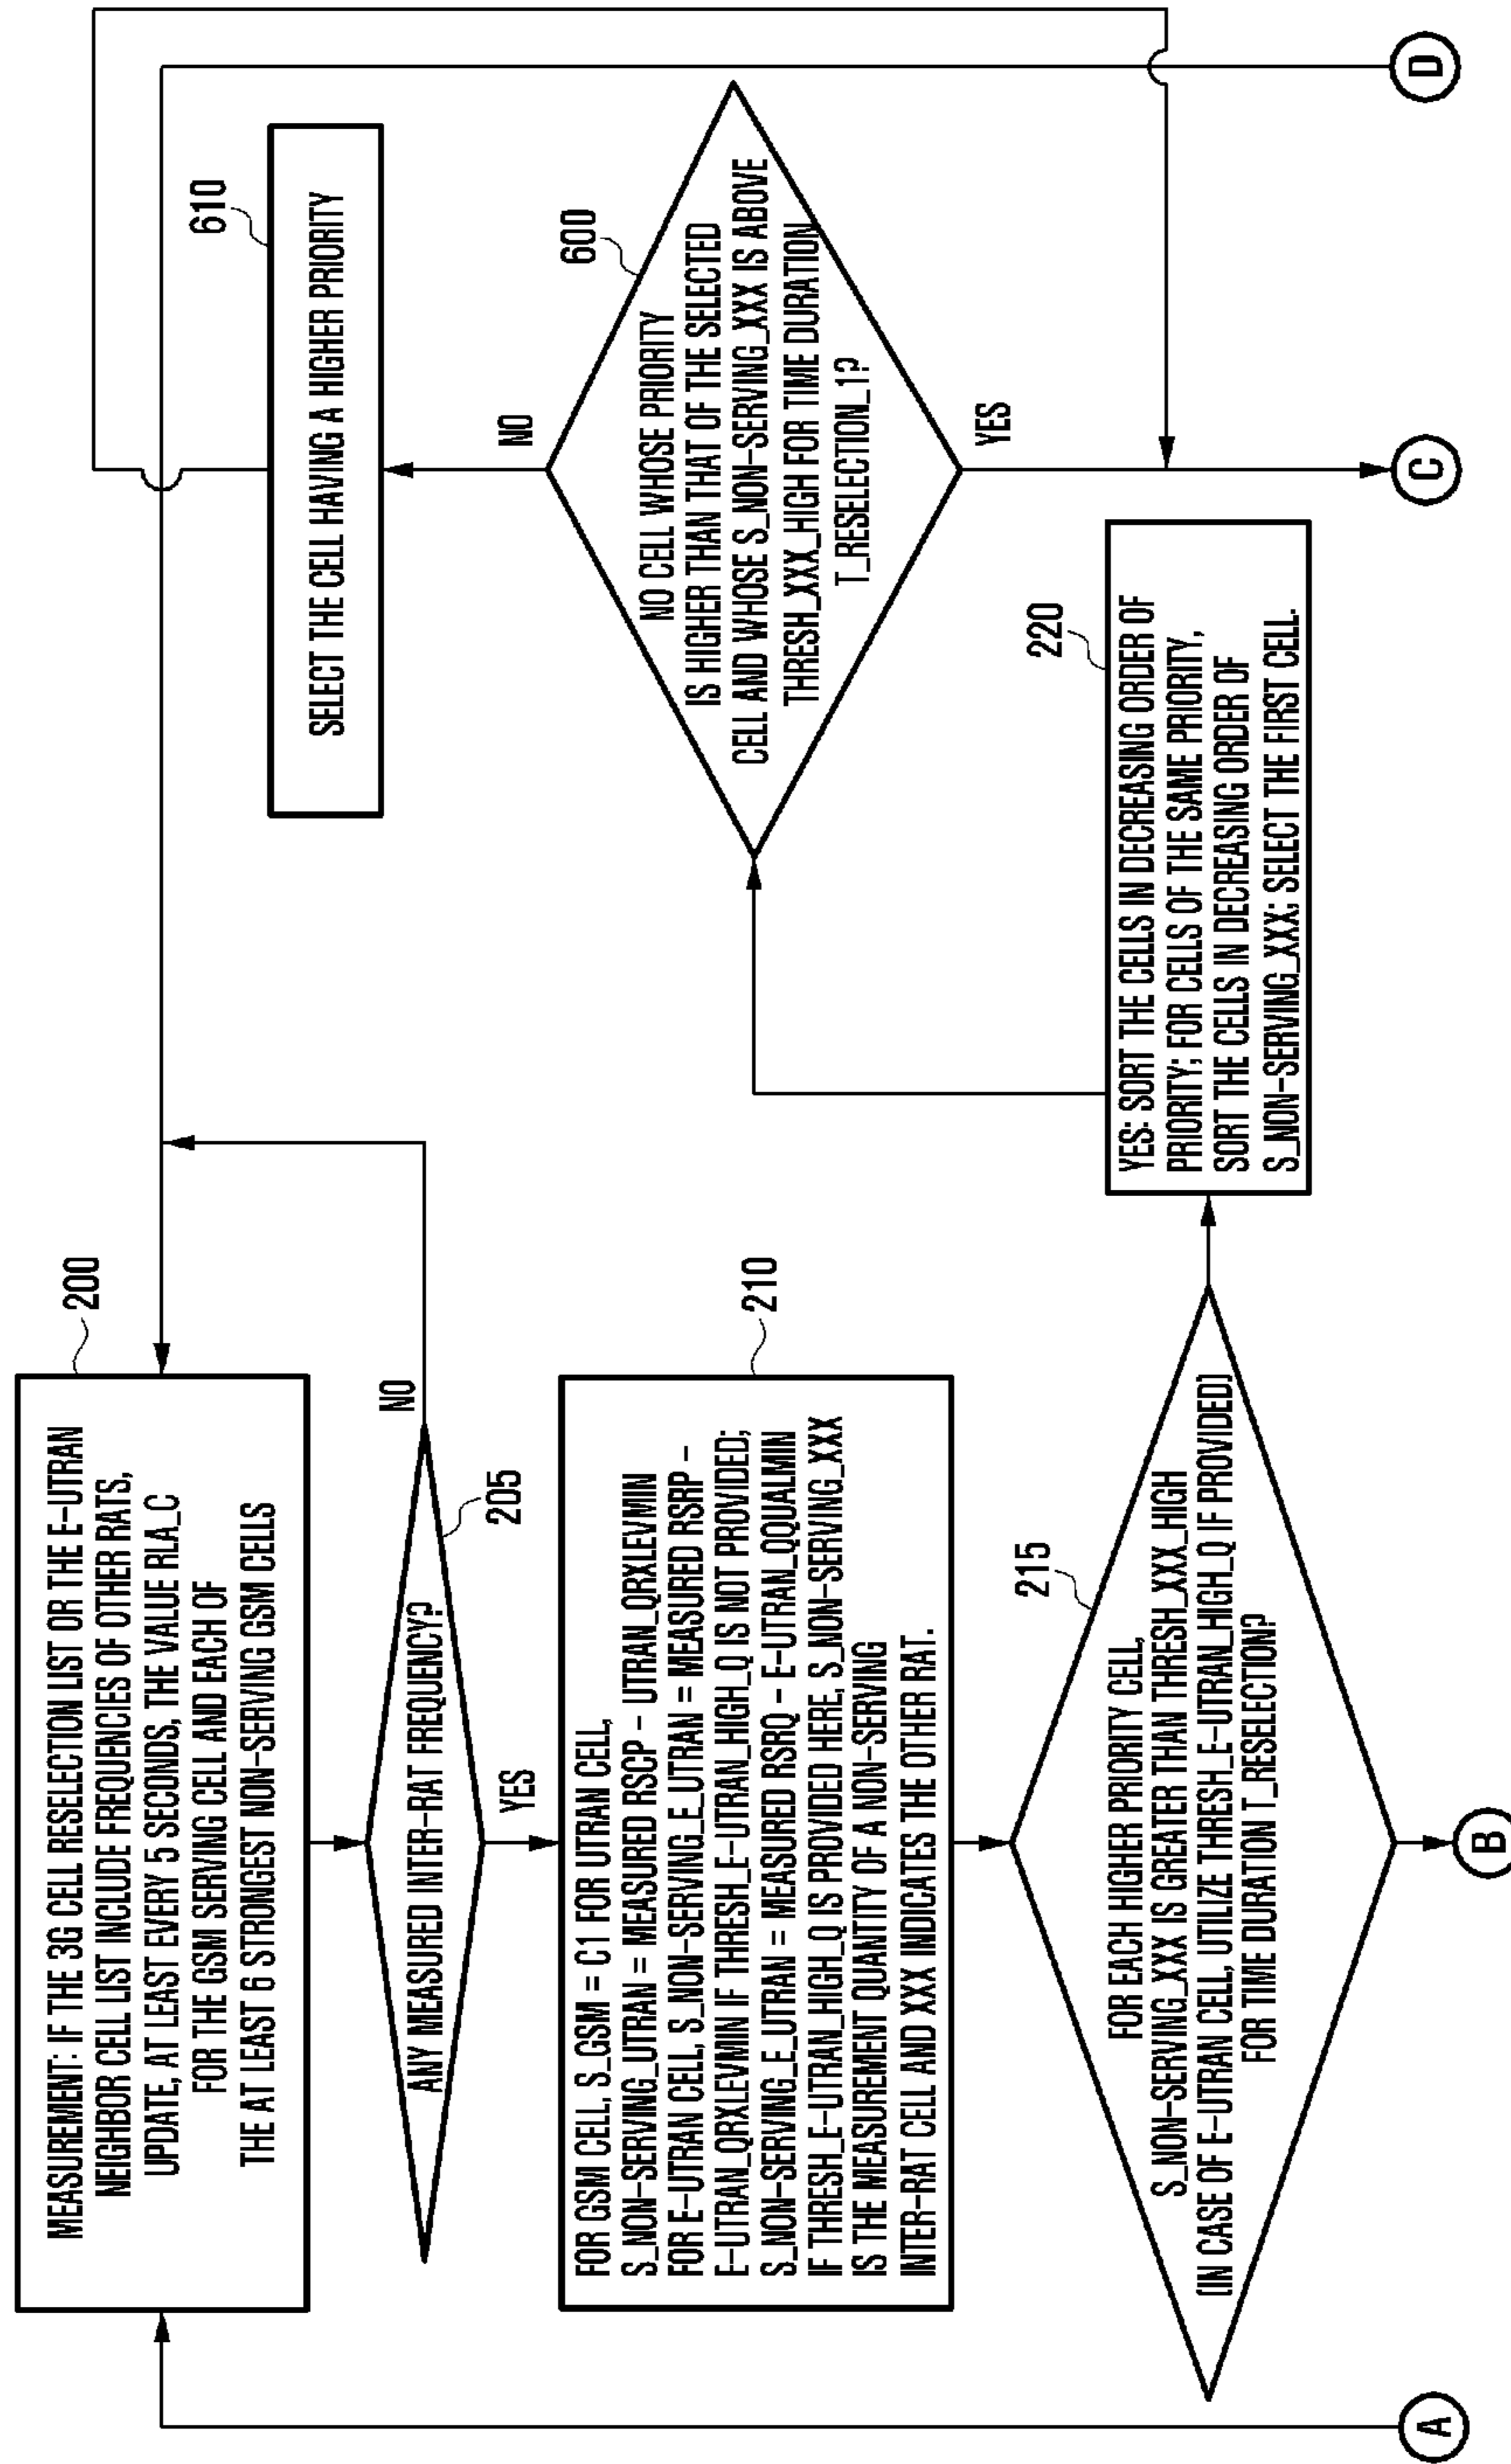 200
MEASUREMENT: IF THE 3G CELL RESELECTION LIST OR THE E-UTRAN
NEIGHBOR CELL LIST INCLUDE FREQUENCIES OF OTHER RATS,
UPDATE, AT LEAST EVERY 5 SECONDS, THE VALUE RLA_C
FOR THE GSM SERVING CELL AND EACH OF
THE AT LEAST 6 STRONGEST NON-SERVING GSM CELLS
NO
ANY MEASURED INTER-RAT FREQUENCY?
205
YES
210
FOR GSM CELL, S_GSM = C1 FOR UTRAN CELL,
S_NON-SERVING_UTRAN = MEASURED RSCP - UTRAN_QRXLEVMIN
FOR E-UTRAN CELL, S_NON-SERVING_E_UTRAN = MEASURED RSRP -
E-UTRAN_QRXLEVMIN IF THRESH_E-UTRAN_HIGH_Q IS NOT PROVIDED;
S_NON-SERVING_E_UTRAN = MEASURED RSRQ - E-UTRAN_QQUALMIN
IF THRESH_E-UTRAN_HIGH_Q IS PROVIDED HERE, S_NON-SERVING_XXX
IS THE MEASUREMENT QUANTITY OF A NON-SERVING
INTER-RAT CELL AND XXX INDICATES THE OTHER RAT.
215
FOR EACH HIGHER PRIORITY CELL,
S_NON-SERVING_XXX IS GREATER THAN THRESH_XXX_HIGH
(IN CASE OF E-UTRAN CELL, UTILIZE THRESH_E-UTRAN_HIGH_Q IF PROVIDED)
FOR TIME DURATION T_RESELECTION?
610
SELECT THE CELL HAVING A HIGHER PRIORITY
NO
600
NO CELL WHOSE PRIORITY
IS HIGHER THAN THAT OF THE SELECTED
CELL AND WHOSE S_NON-SERVING_XXX IS ABOVE
THRESH_XXX_HIGH FOR TIME DURATION
T_RESELECTION_1?
YES
220
YES: SORT THE CELLS IN DECREASING ORDER OF
PRIORITY; FOR CELLS OF THE SAME PRIORITY,
SORT THE CELLS IN DECREASING ORDER OF
S_NON-SERVING_XXX; SELECT THE FIRST CELL.
A
B
C
D